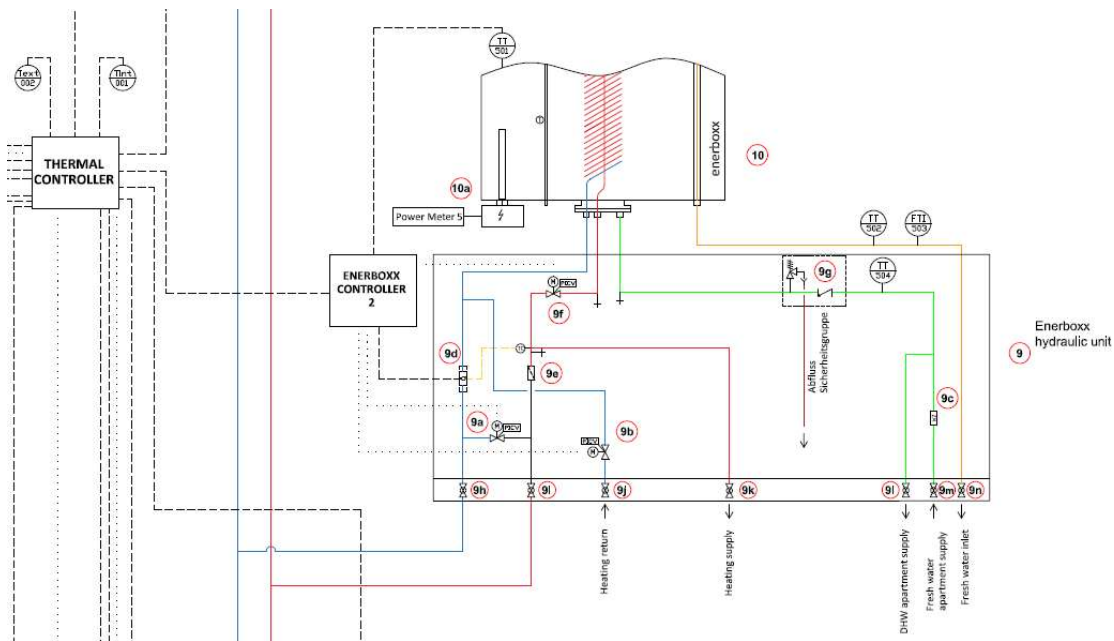 TT
501
Text
002
TInt
001
THERMAL
CONTROLLER
enerboxx
10
10a
Power Meter 5
TT
502
FTI
503
ENERBOXX
CONTROLLER
2
M
PICV
9f
9g
TT
504
9
Enerboxx
hydraulic unit
9d
9e
Abfluss
Sicherheitsgruppe
9c
9a
M
PICV
9b
PICV
M
9h
9i
9j
9k
9l
9m
9n
Heating return
Heating supply
DHW apartment supply
Fresh water
apartment supply
Fresh water inlet